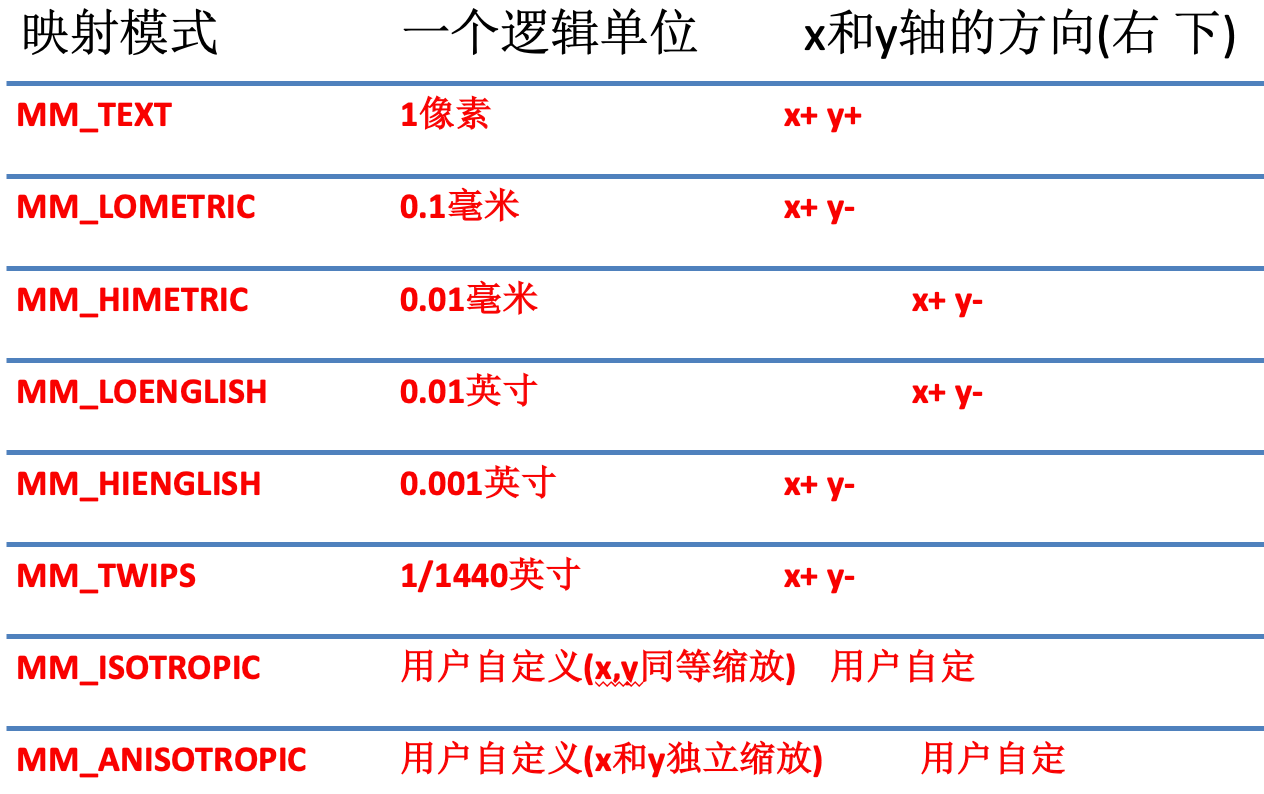 映射模式 一个逻辑单位 x和y轴的方向(右 下)
MM_TEXT 1像素 x+ y+
MM_LOMETRIC 0.1毫米 x+ y-
MM_HIMETRIC 0.01毫米 x+ y-
MM_LOENGLISH 0.01英寸 x+ y-
MM_HIENGLISH 0.001英寸 x+ y-
MM_TWIPS 1/1440英寸 x+ y-
MM_ISOTROPIC 用户自定义(x,y同等缩放) 用户自定
MM_ANISOTROPIC 用户自定义(x和y独立缩放) 用户自定